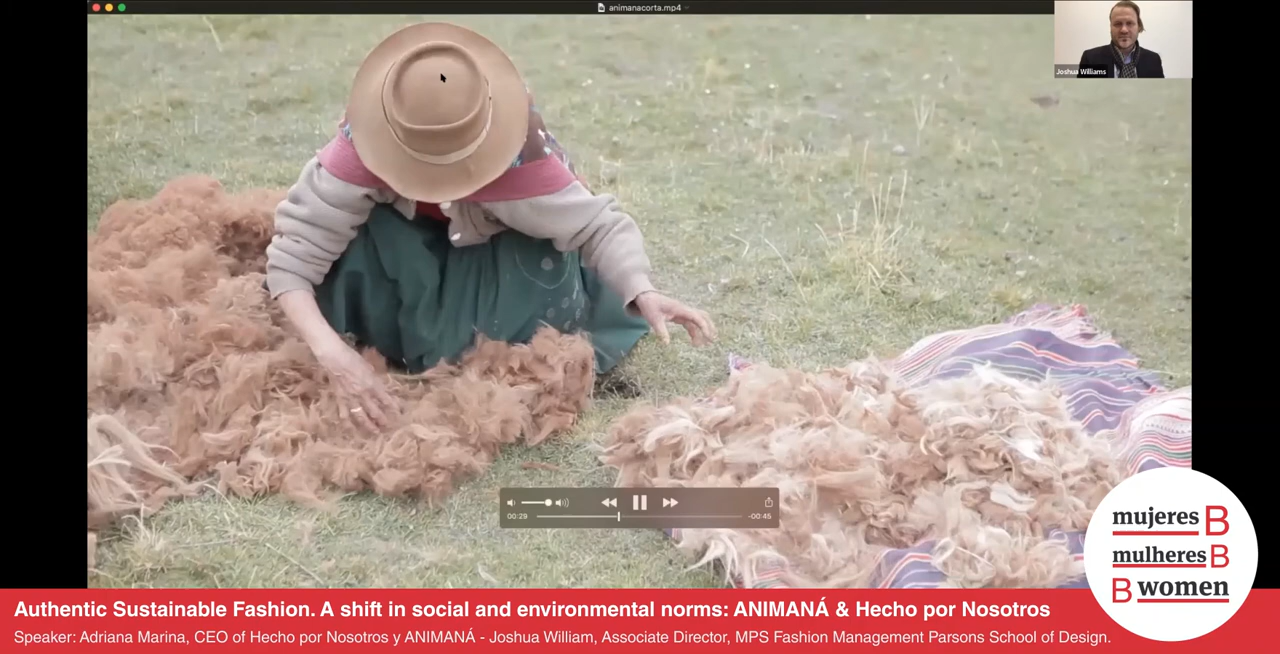 animanacorta.mp4
Joshua Williams
00:29
-00:45
mujeres B
mulheres B
B women
Authentic Sustainable Fashion. A shift in social and environmental norms: ANIMANÁ & Hecho por Nosotros
Speaker: Adriana Marina, CEO of Hecho por Nosotros y ANIMANÁ - Joshua William, Associate Director, MPS Fashion Management Parsons School of Design.